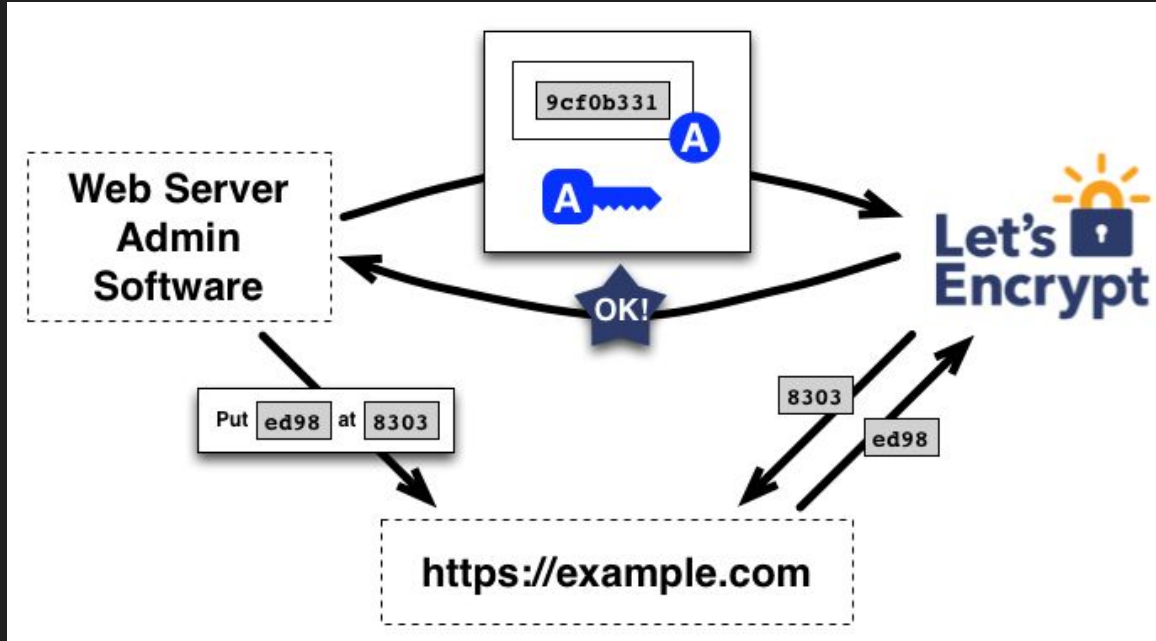 9cf0b331
A
A
Web Server
Admin
Software
Let's
Encrypt
OK!
Put ed98 at 8303
8303
ed98
https://example.com